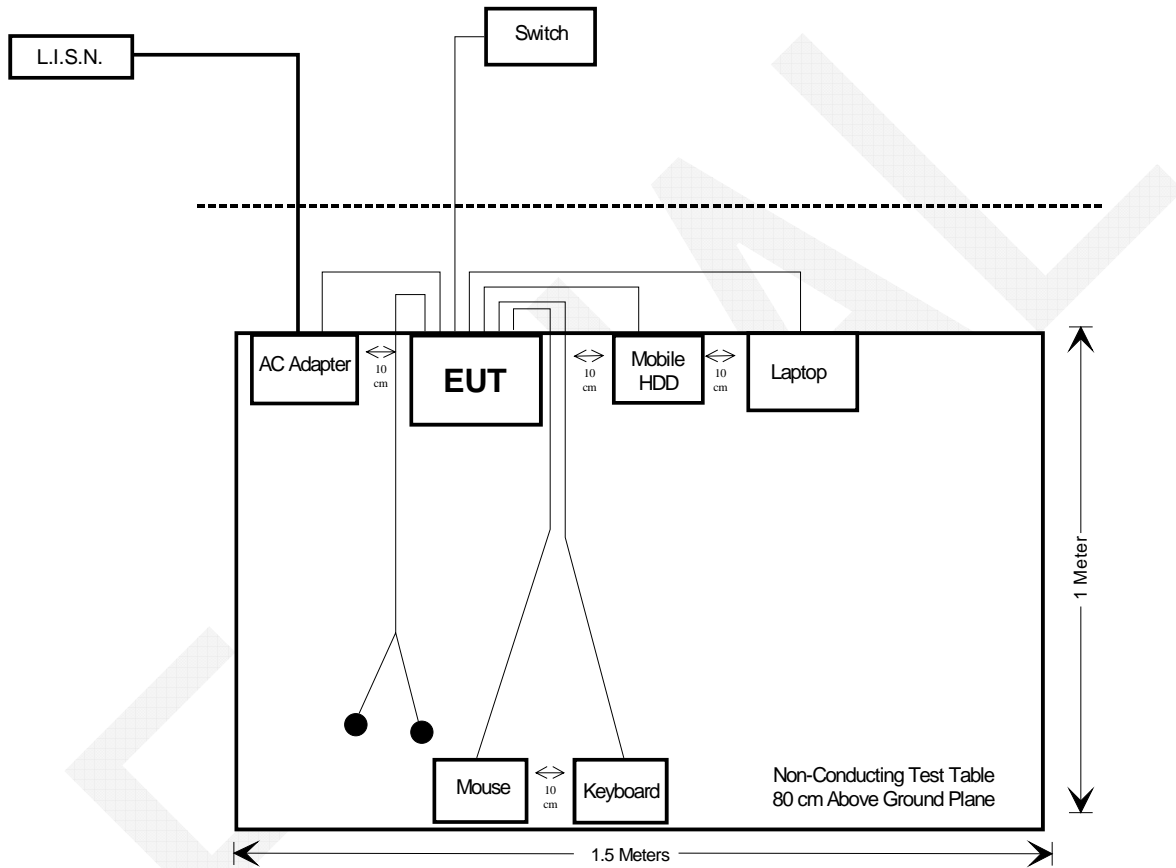 Switch
L.I.S.N.
AC Adapter
10
cm
EUT
10
cm
Mobile
HDD
10
cm
Laptop
1 Meter
Mouse
10
cm
Keyboard
Non-Conducting Test Table
80 cm Above Ground Plane
1.5 Meters